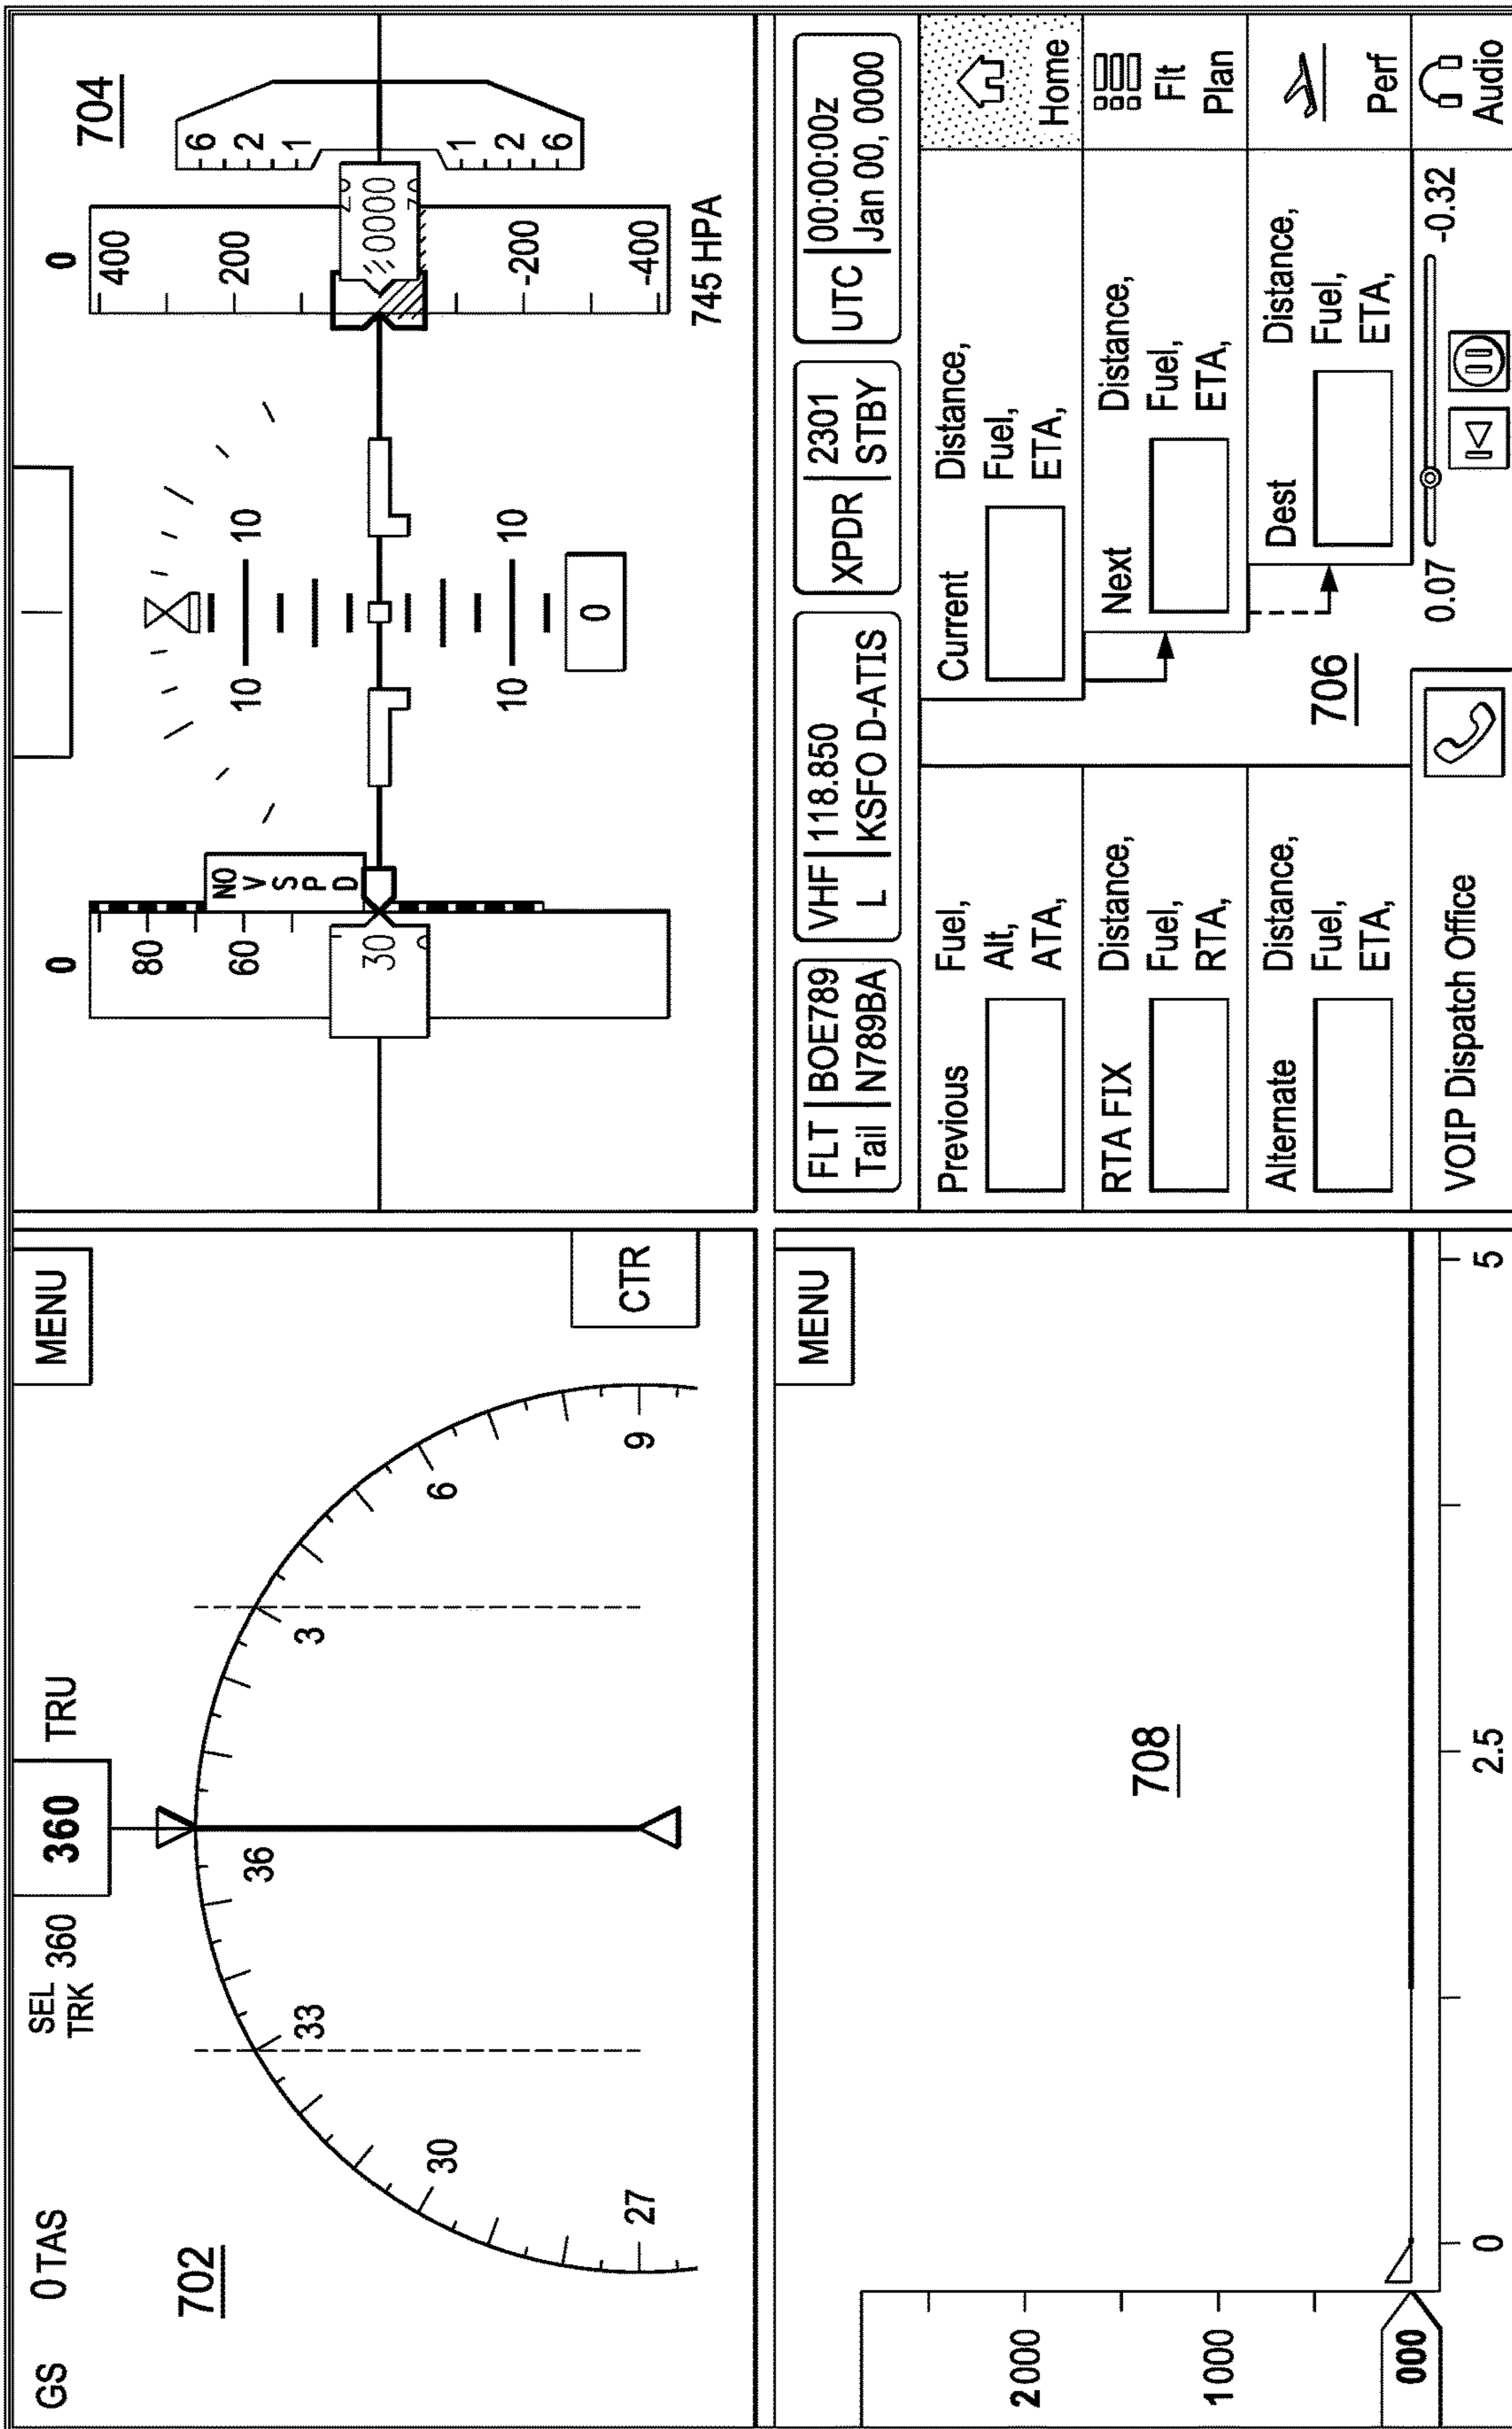 GS 0 TAS
SEL
TRK 360
360
TRU
MENU
702
36
33
3
30
6
27
9
CTR
0
0
704
80
60
30
NO
V
S
P
D
10 10
10 10
0
400
200
0000
-200
-400
745 HPA
6
2
1
1
2
6
MENU
708
2000
1000
000
0
2.5
5
FLT BOE789
Tail N789BA
VHF 118.850
L KSFO D-ATIS
XPDR 2301
STBY
UTC 00:00:00z
Jan 00, 0000
Previous
Fuel,
Alt,
ATA,
Current
Distance,
Fuel,
ETA,
Home
RTA FIX
Distance,
Fuel,
RTA,
Next
Distance,
Fuel,
ETA,
Flt
Plan
Alternate
Distance,
Fuel,
ETA,
706
Dest
Distance,
Fuel,
ETA,
Perf
VOIP Dispatch Office
0.07
-0.32
Audio